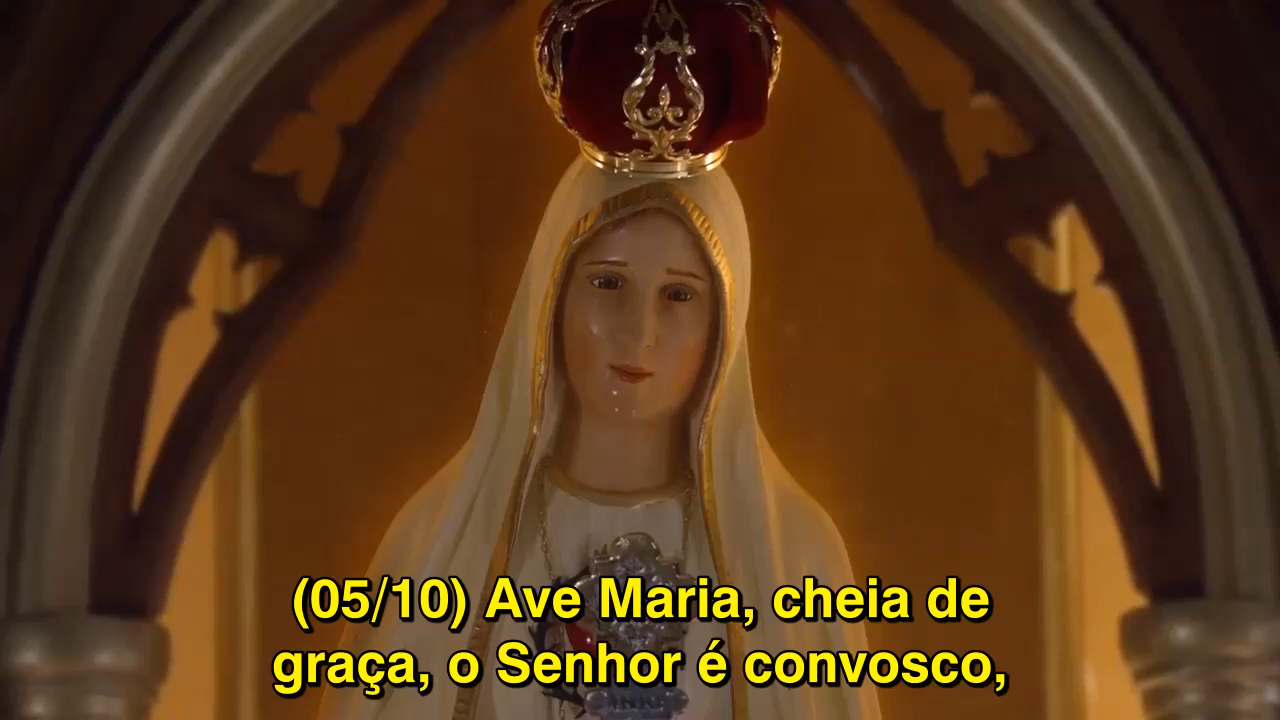 (05/10) Ave Maria, cheia de
graça, o Senhor é convosco,